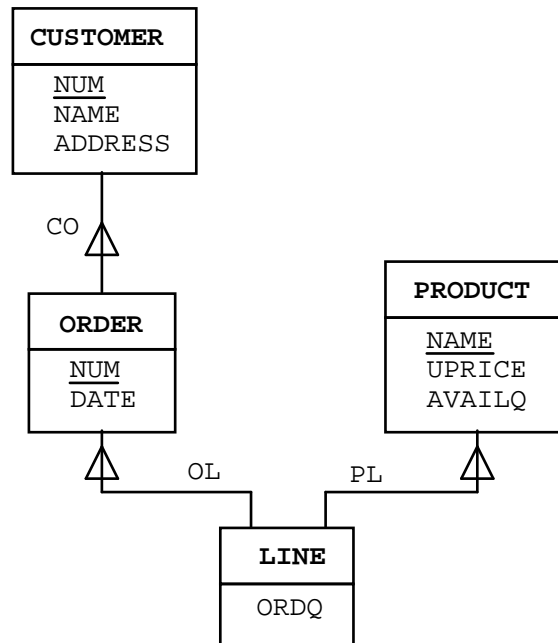 CUSTOMER
NUM
NAME
ADDRESS
CO
ORDER
NUM
DATE
PRODUCT
NAME
UPRICE
AVAILQ
OL
PL
LINE
ORDQ